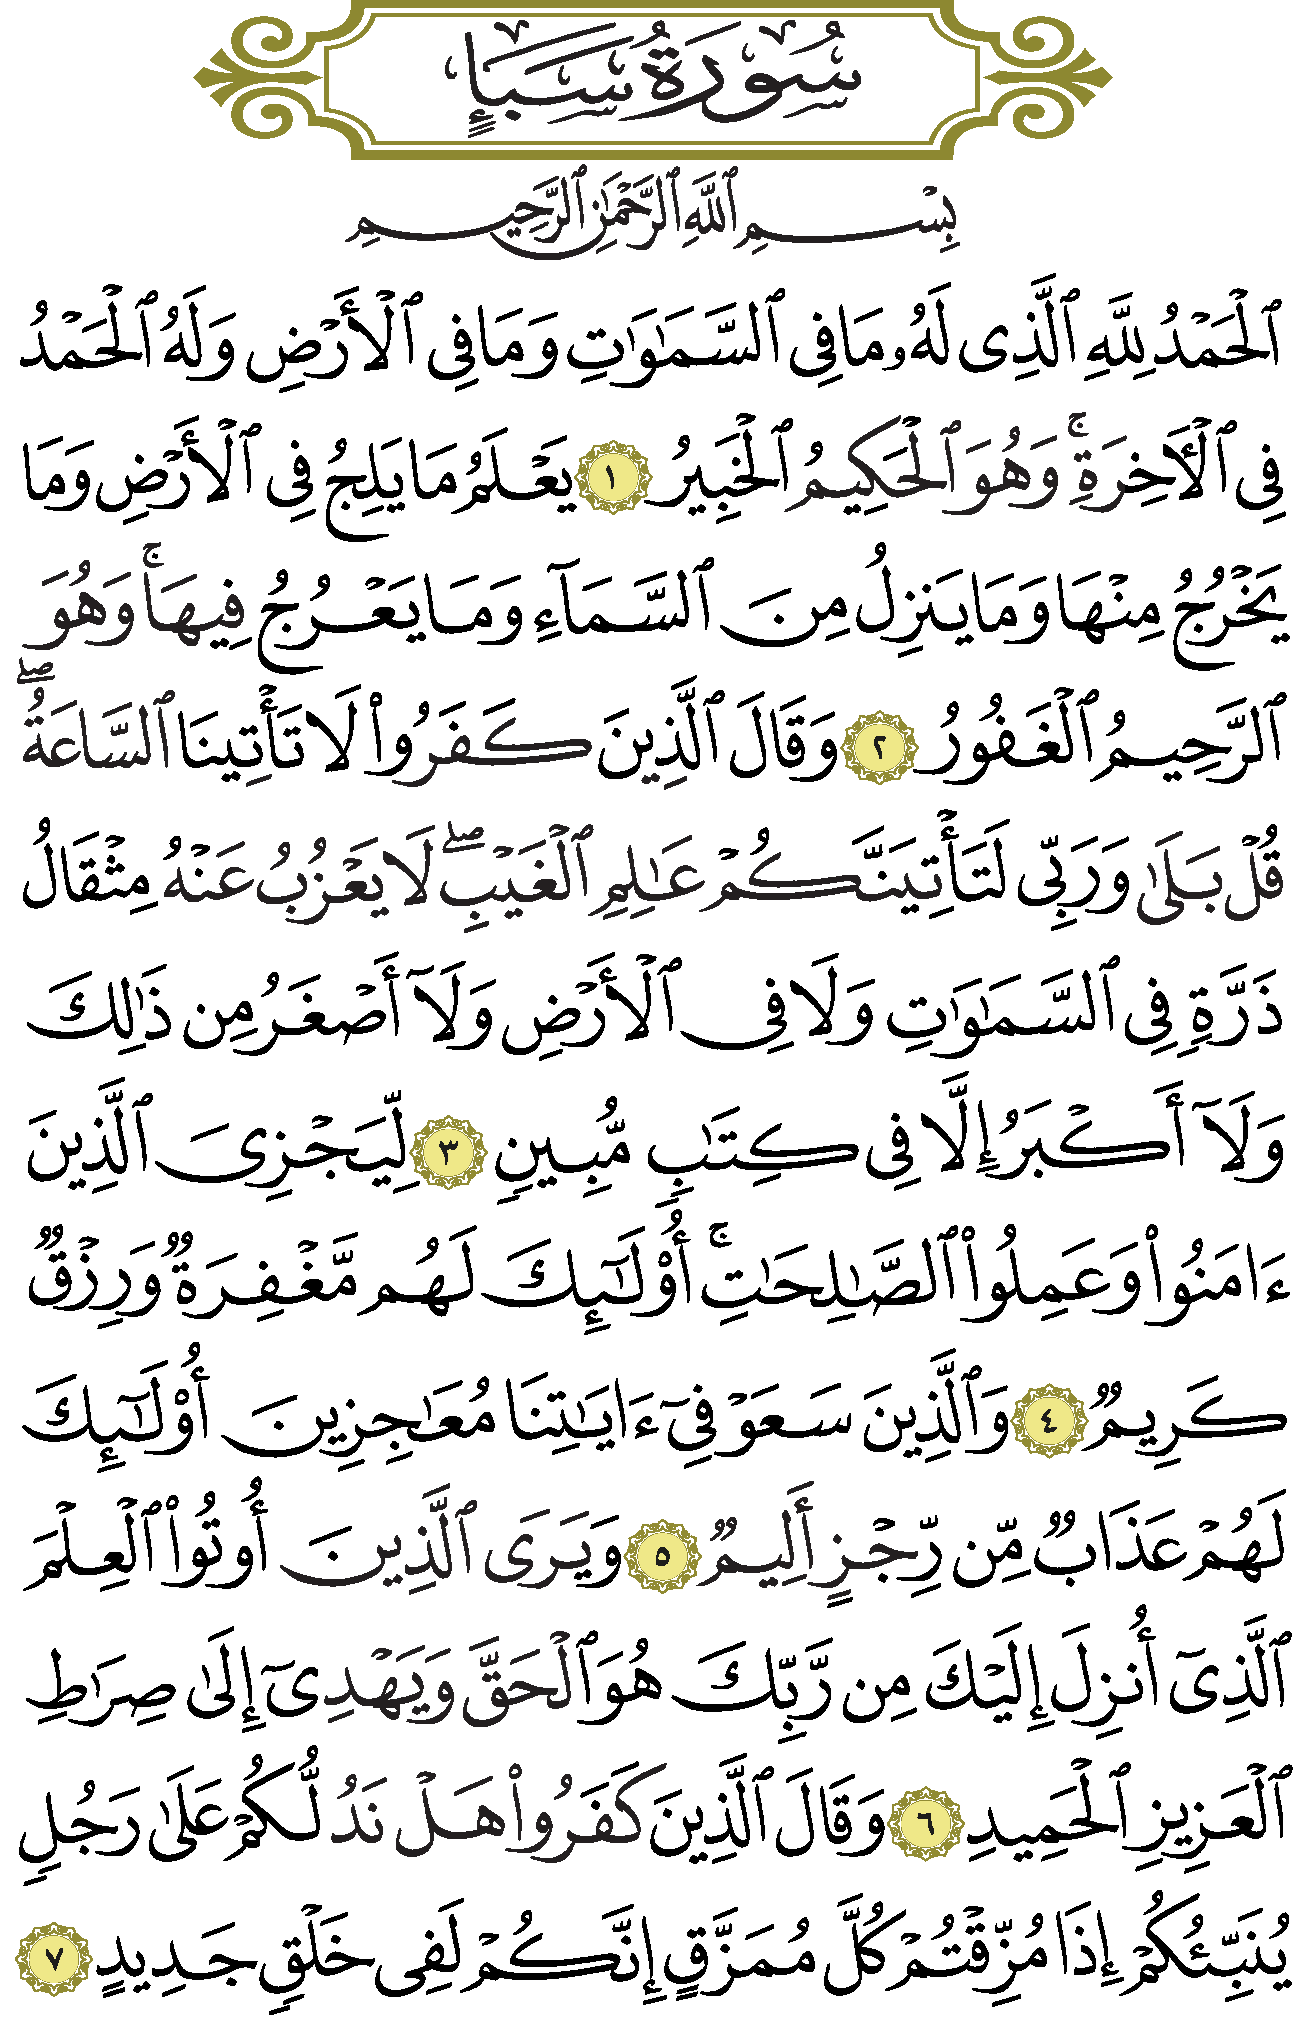 سُورَةُ سَبَإٍ
بِسْمِ ٱللَّهِ ٱلرَّحْمَٰنِ ٱلرَّحِيمِ
ٱلْحَمْدُ لِلَّهِ ٱلَّذِى لَهُۥ مَا فِى ٱلسَّمَٰوَٰتِ وَمَا فِى ٱلْأَرْضِ وَلَهُ ٱلْحَمْدُ
فِى ٱلْـَٔاخِرَةِ ۚ وَهُوَ ٱلْحَكِيمُ ٱلْخَبِيرُ ١ يَعْلَمُ مَا يَلِجُ فِى ٱلْأَرْضِ وَمَا
يَخْرُجُ مِنْهَا وَمَا يَنزِلُ مِنَ ٱلسَّمَآءِ وَمَا يَعْرُجُ فِيهَا ۚ وَهُوَ
ٱلرَّحِيمُ ٱلْغَفُورُ ٢ وَقَالَ ٱلَّذِينَ كَفَرُوا۟ لَا تَأْتِينَا ٱلسَّاعَةُ ۖ
قُلْ بَلَىٰ وَرَبِّى لَتَأْتِيَنَّكُمْ عَٰلِمِ ٱلْغَيْبِ ۖ لَا يَعْزُبُ عَنْهُ مِثْقَالُ
ذَرَّةٍ فِى ٱلسَّمَٰوَٰتِ وَلَا فِى ٱلْأَرْضِ وَلَآ أَصْغَرُ مِن ذَٰلِكَ
وَلَآ أَكْبَرُ إِلَّا فِى كِتَٰبٍ مُّبِينٍ ٣ لِّيَجْزِىَ ٱلَّذِينَ
ءَامَنُوا۟ وَعَمِلُوا۟ ٱلصَّٰلِحَٰتِ ۚ أُو۟لَٰٓئِكَ لَهُم مَّغْفِرَةٌ وَرِزْقٌ
كَرِيمٌ ٤ وَٱلَّذِينَ سَعَوْ فِىٓ ءَايَٰتِنَا مُعَٰجِزِينَ أُو۟لَٰٓئِكَ
لَهُمْ عَذَابٌ مِّن رِّجْزٍ أَلِيمٌ ٥ وَيَرَى ٱلَّذِينَ أُوتُوا۟ ٱلْعِلْمَ
ٱلَّذِىٓ أُنزِلَ إِلَيْكَ مِن رَّبِّكَ هُوَ ٱلْحَقَّ وَيَهْدِىٓ إِلَىٰ صِرَٰطِ
ٱلْعَزِيزِ ٱلْحَمِيدِ ٦ وَقَالَ ٱلَّذِينَ كَفَرُوا۟ هَلْ نَدُلُّكُمْ عَلَىٰ رَجُلٍ
يُنَبِّئُكُمْ إِذَا مُزِّقْتُمْ كُلَّ مُمَزَّقٍ إِنَّكُمْ لَفِى خَلْقٍ جَدِيدٍ ٧